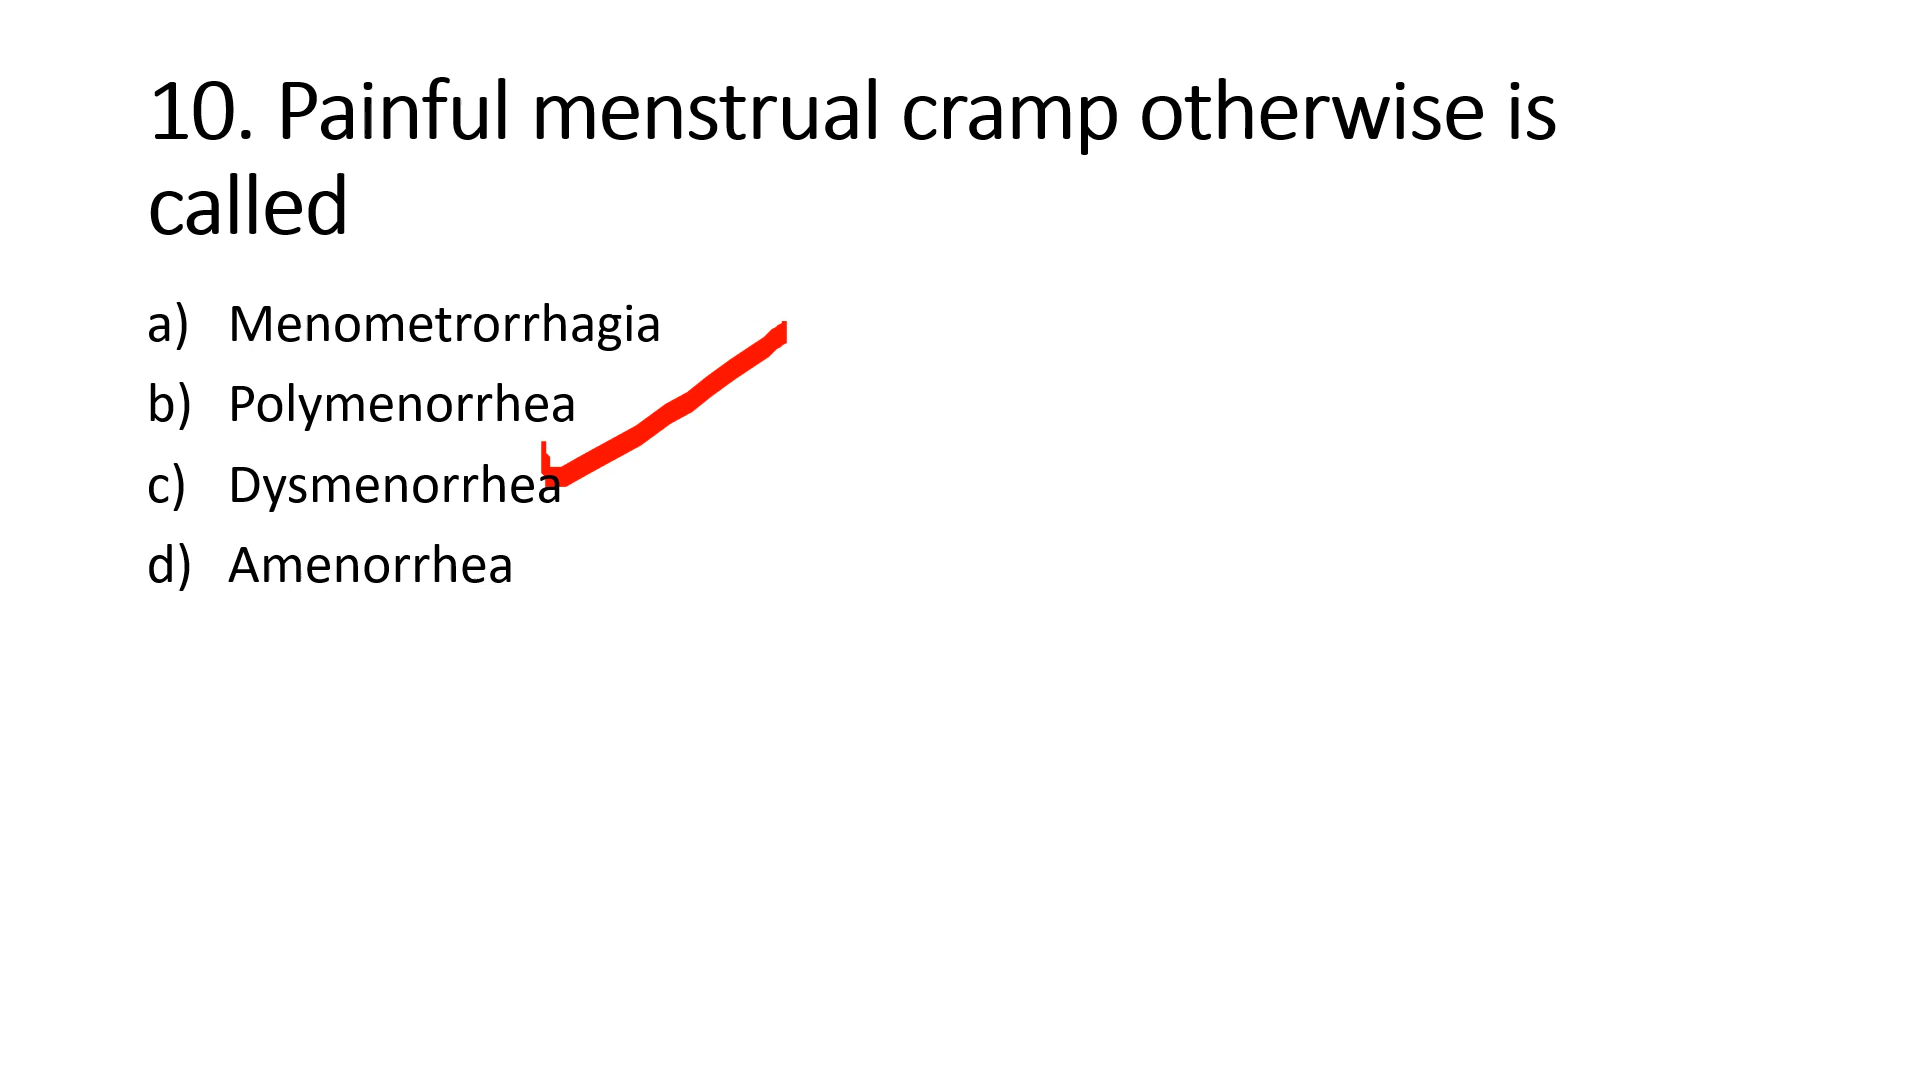 10. Painful menstrual cramp otherwise is
called
a) Menometrorrhagia
b) Polymenorrhea
c) Dysmenorrhea
d) Amenorrhea